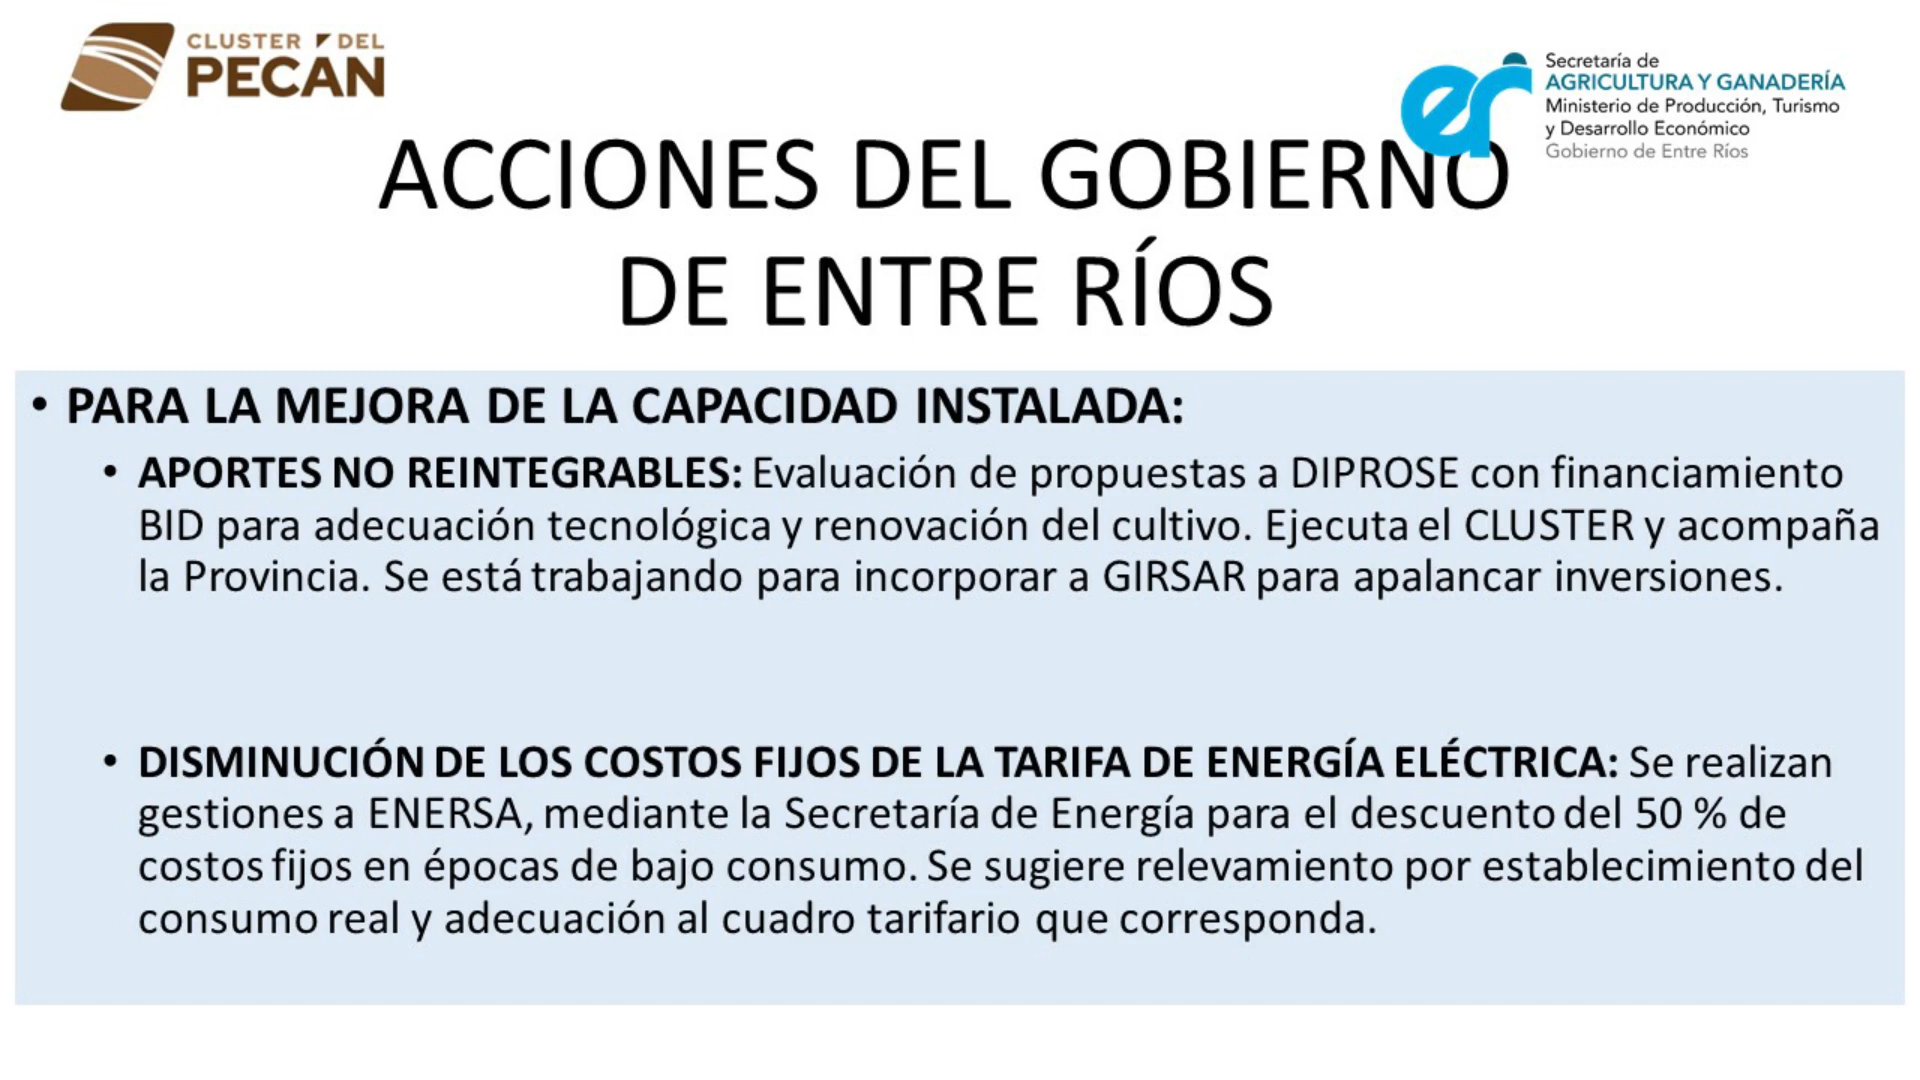 CLUSTER DEL
PECAN
Secretaría de
AGRICULTURA Y GANADERÍA
Ministerio de Producción, Turismo
y Desarrollo Económico
Gobierno de Entre Ríos
er
ACCIONES DEL GOBIERNO
DE ENTRE RÍOS
• PARA LA MEJORA DE LA CAPACIDAD INSTALADA:
• APORTES NO REINTEGRABLES: Evaluación de propuestas a DIPROSE con financiamiento
BID para adecuación tecnológica y renovación del cultivo. Ejecuta el CLUSTER y acompaña
la Provincia. Se está trabajando para incorporar a GIRSAR para apalancar inversiones.
• DISMINUCIÓN DE LOS COSTOS FIJOS DE LA TARIFA DE ENERGÍA ELÉCTRICA: Se realizan
gestiones a ENERSA, mediante la Secretaría de Energía para el descuento del 50 % de
costos fijos en épocas de bajo consumo. Se sugiere relevamiento por establecimiento del
consumo real y adecuación al cuadro tarifario que corresponda.